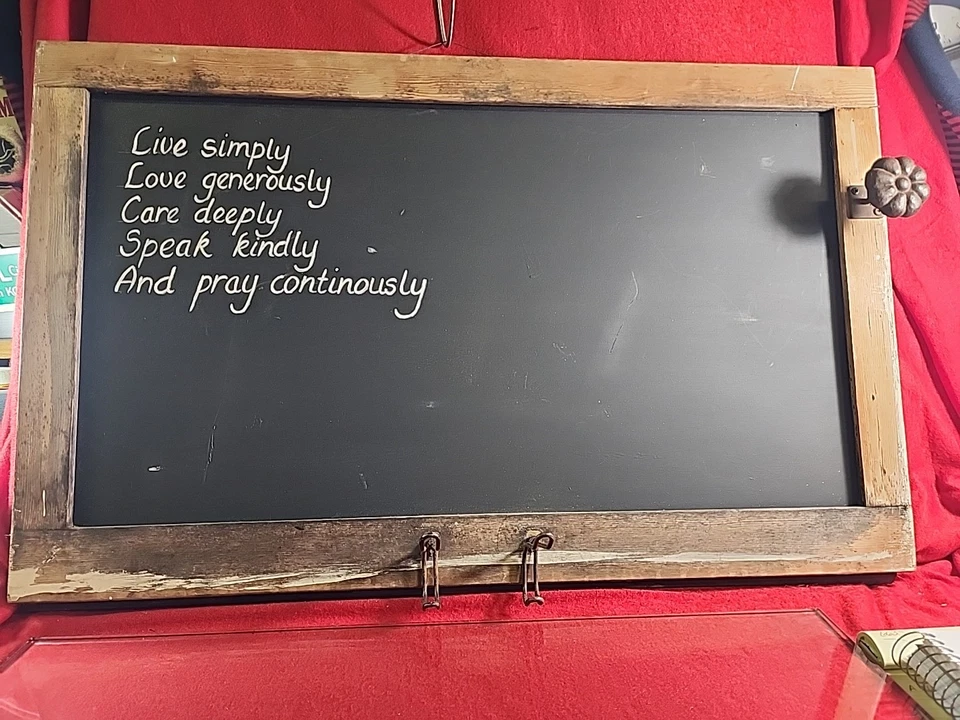 Live simply
Love generously
Care deeply
Speak kindly
And pray continously